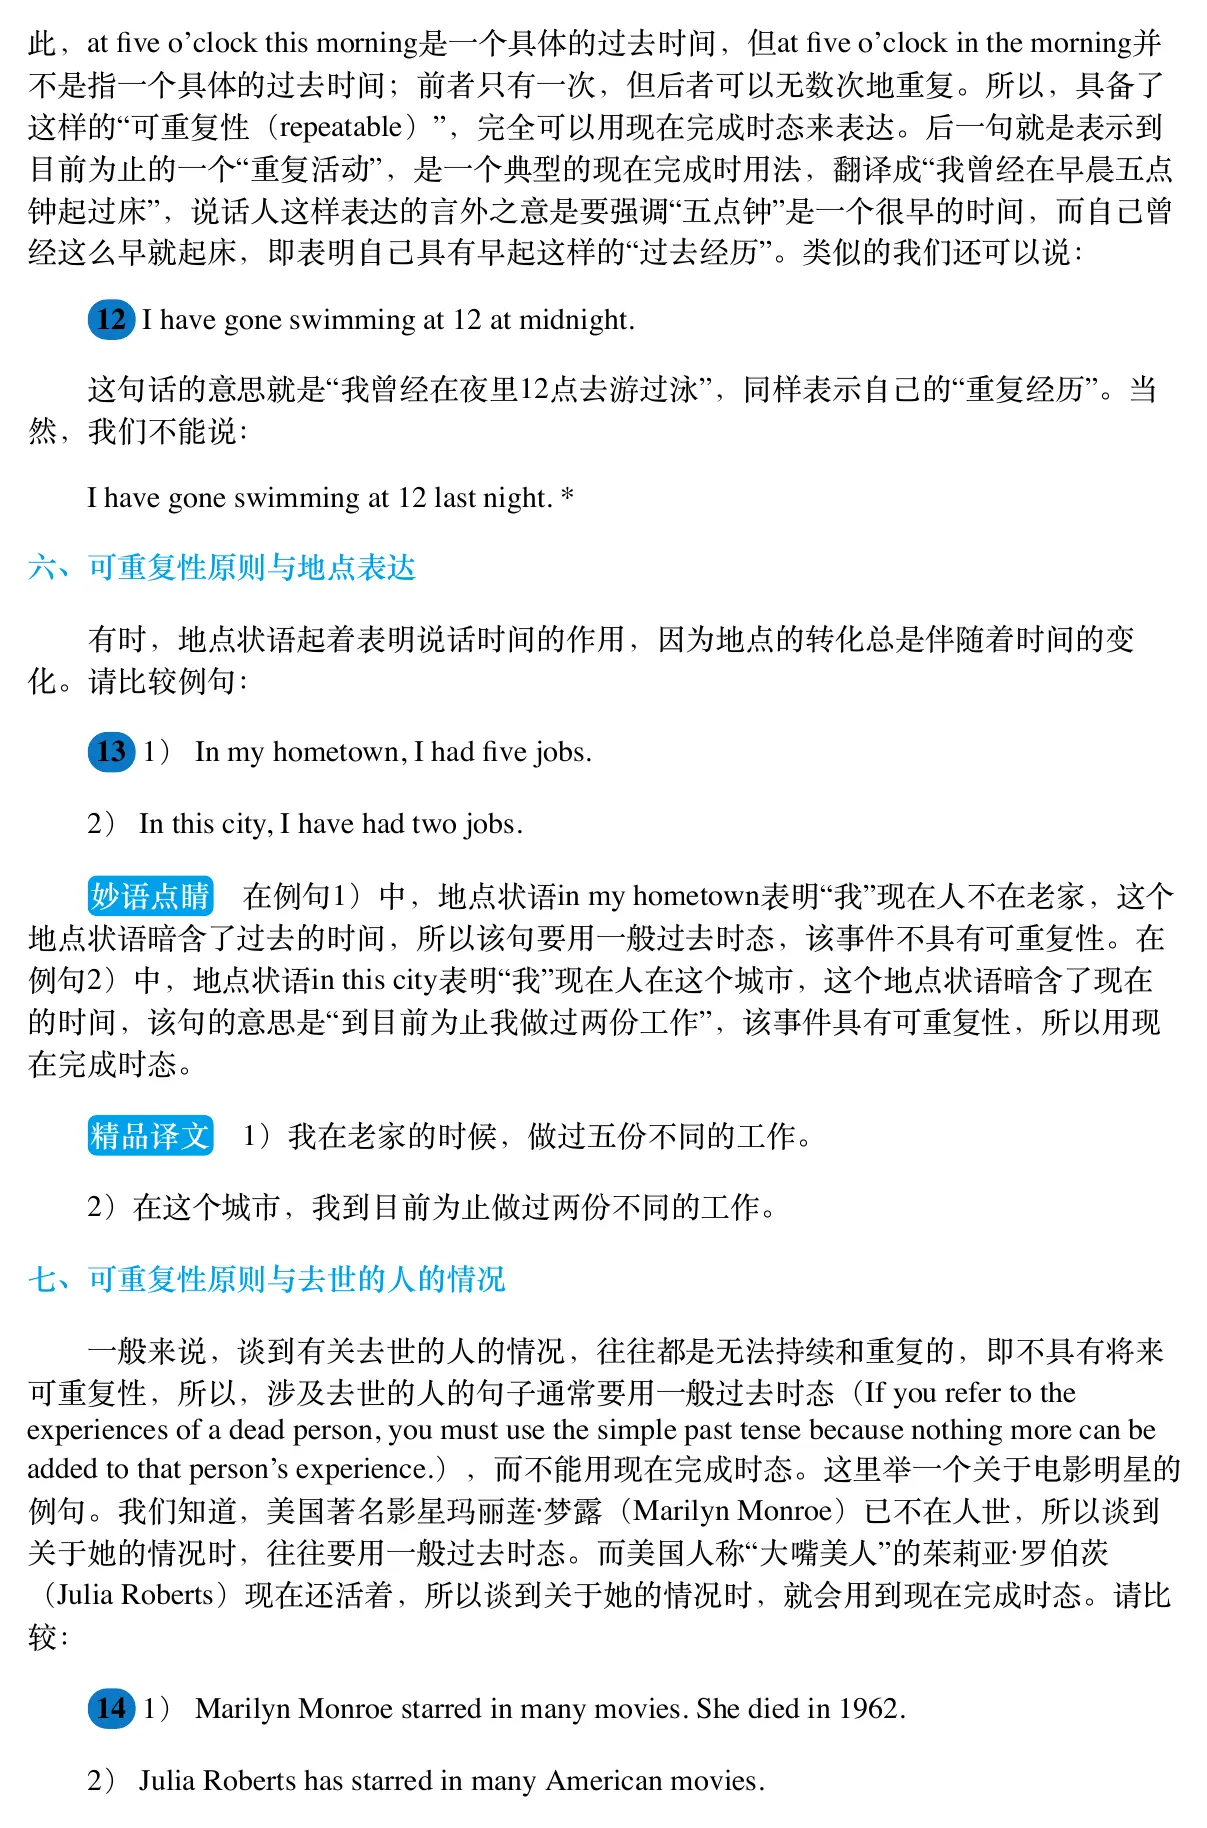 此，at five o’clock this morning是一个具体的过去时间，但at five o’clock in the morning并
不是指一个具体的过去时间；前者只有一次，但后者可以无数次地重复。所以，具备了
这样的“可重复性（repeatable）”，完全可以用现在完成时态来表达。后一句就是表示到
目前为止的一个“重复活动”，是一个典型的现在完成时用法，翻译成“我曾经在早晨五点
钟起过床”，说话人这样表达的言外之意是要强调“五点钟”是一个很早的时间，而自己曾
经这么早就起床，即表明自己具有早起这样的“过去经历”。类似的我们还可以说：
12 I have gone swimming at 12 at midnight.
这句话的意思就是“我曾经在夜里12点去游过泳”，同样表示自己的“重复经历”。当
然，我们不能说：
I have gone swimming at 12 last night. *
六、可重复性原则与地点表达
有时，地点状语起着表明说话时间的作用，因为地点的转化总是伴随着时间的变
化。请比较例句：
13 1） In my hometown, I had five jobs.
2） In this city, I have had two jobs.
妙语点睛 在例句1）中，地点状语in my hometown表明“我”现在人不在老家，这个
地点状语暗含了过去的时间，所以该句要用一般过去时态，该事件不具有可重复性。在
例句2）中，地点状语in this city表明“我”现在人在这个城市，这个地点状语暗含了现在
的时间，该句的意思是“到目前为止我做过两份工作”，该事件具有可重复性，所以用现
在完成时态。
精品译文 1）我在老家的时候，做过五份不同的工作。
2）在这个城市，我到目前为止做过两份不同的工作。
七、可重复性原则与去世的人的情况
一般来说，谈到有关去世的人的情况，往往都是无法持续和重复的，即不具有将来
可重复性，所以，涉及去世的人的句子通常要用一般过去时态（If you refer to the
experiences of a dead person, you must use the simple past tense because nothing more can be
added to that person’s experience.），而不能用现在完成时态。这里举一个关于电影明星的
例句。我们知道，美国著名影星玛丽莲·梦露（Marilyn Monroe）已不在人世，所以谈到
关于她的情况时，往往要用一般过去时态。而美国人称“大嘴美人”的茱莉亚·罗伯茨
（Julia Roberts）现在还活着，所以谈到关于她的情况时，就会用到现在完成时态。请比
较：
14 1） Marilyn Monroe starred in many movies. She died in 1962.
2） Julia Roberts has starred in many American movies.